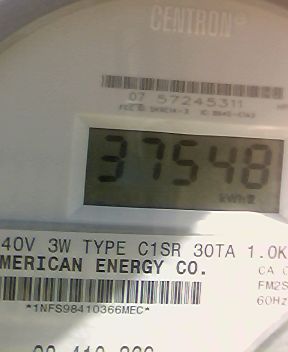 CENTRON®
07 57245311
37548
kWh
40V 3W TYPE C1SR 30TA 1.0K
MERICAN ENERGY CO.
CA
FM2S
60Hz
*1NFS98410366MEC*